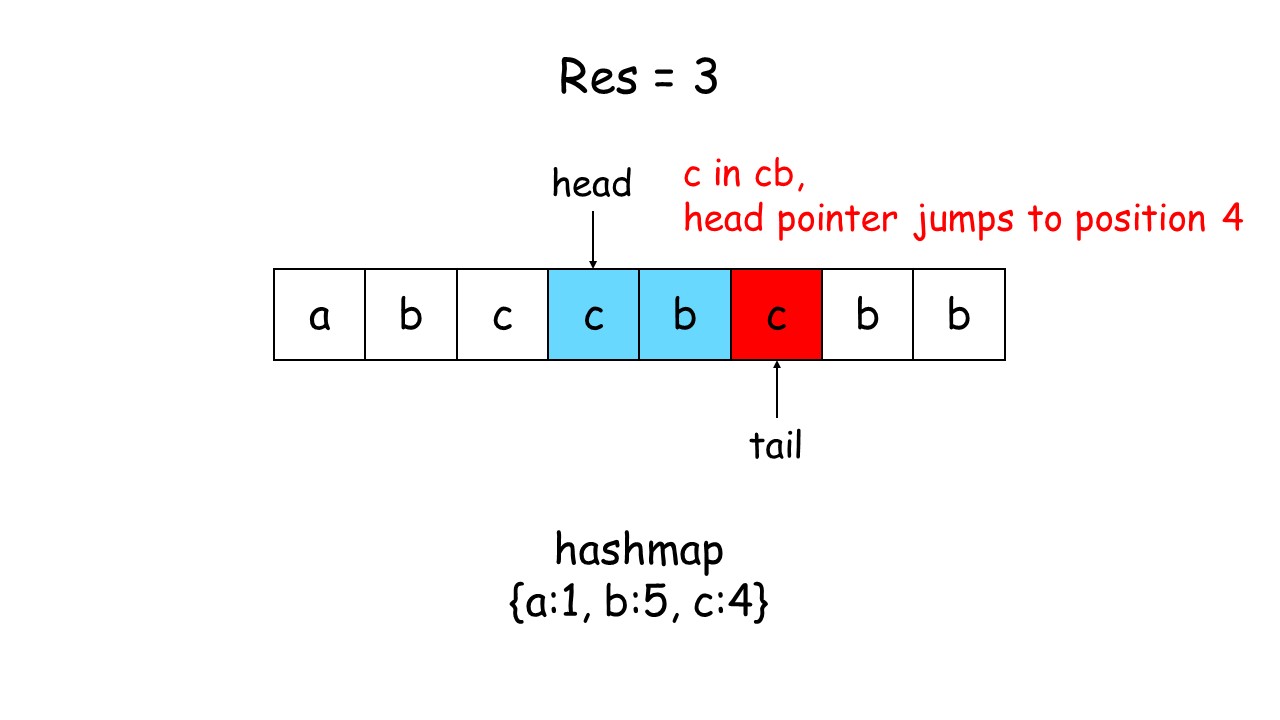 Res = 3
head
c in cb,
head pointer jumps to position 4
a b c c b c b b
tail
hashmap
{a:1, b:5, c:4}